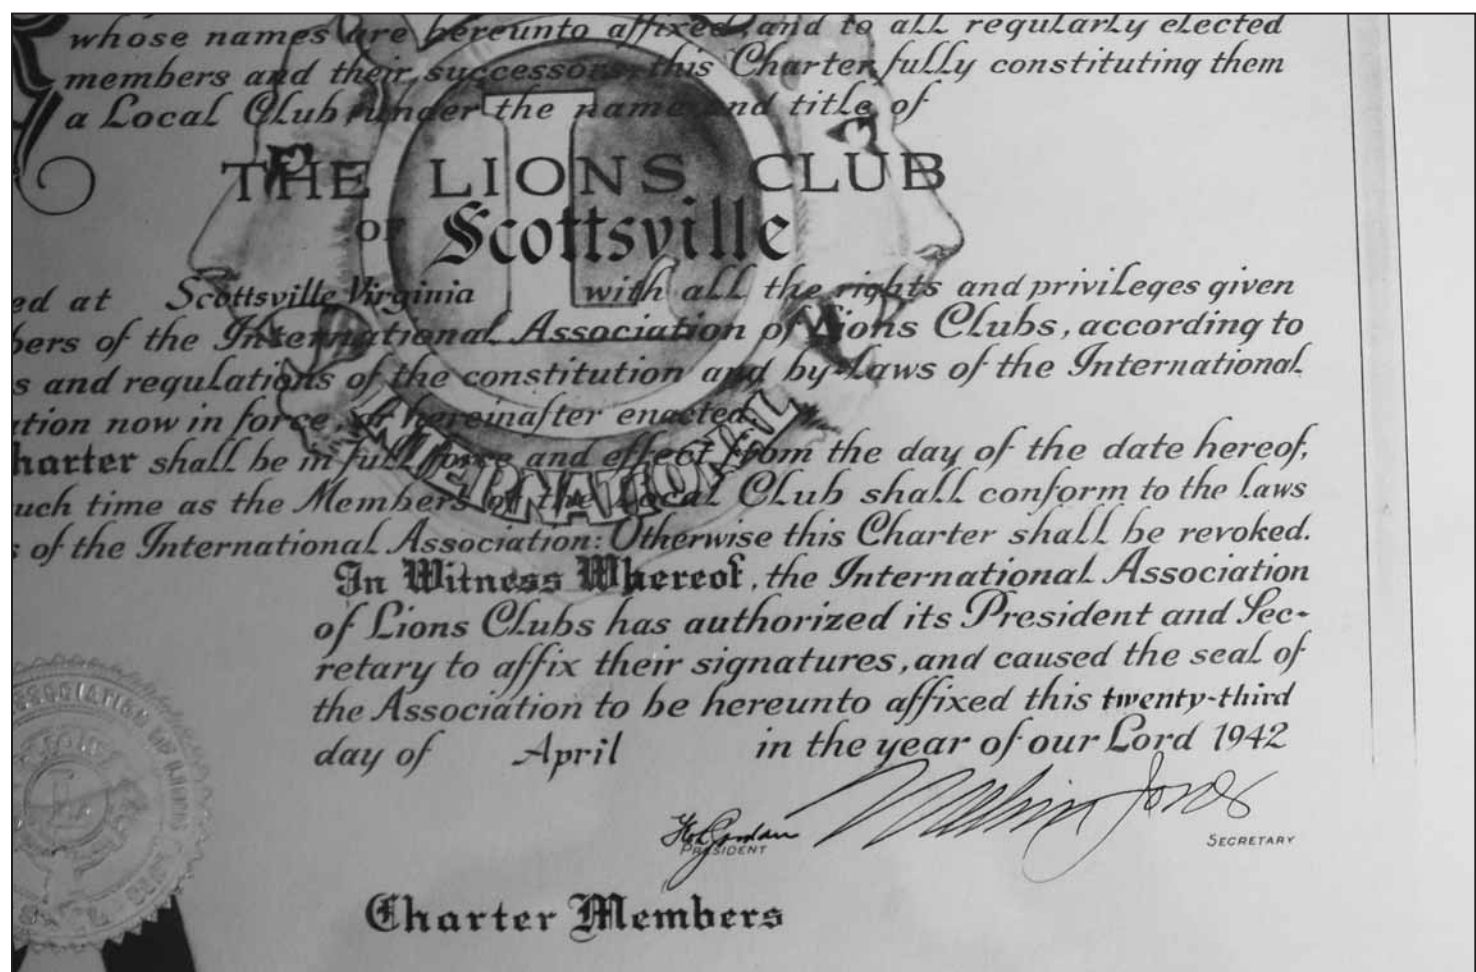 whose names are hereunto affixed, and to all regularly elected
members and their successors, this Charter fully constituting them
a Local Club, under the name and title of
THE LIONS CLUB
OF Scottsville
ed at Scottsville Virginia with all the rights and privileges given
bers of the International Association of Lions Clubs, according to
s and regulations of the constitution and by-laws of the International
ation now in force, or hereinafter enacted.
harter shall be in full force and effect from the day of the date hereof,
uch time as the Members of the Local Club shall conform to the laws
s of the International Association: Otherwise this Charter shall be revoked.
In Witness Whereof, the International Association
of Lions Clubs has authorized its President and Sec-
retary to affix their signatures, and caused the seal of
the Association to be hereunto affixed this twenty-third
day of April in the year of our Lord 1942
Melvin Jones
PRESIDENT SECRETARY
Charter Members
L
INTERNATIONAL
ASSOCIATION OF LIONS CLUBS
L